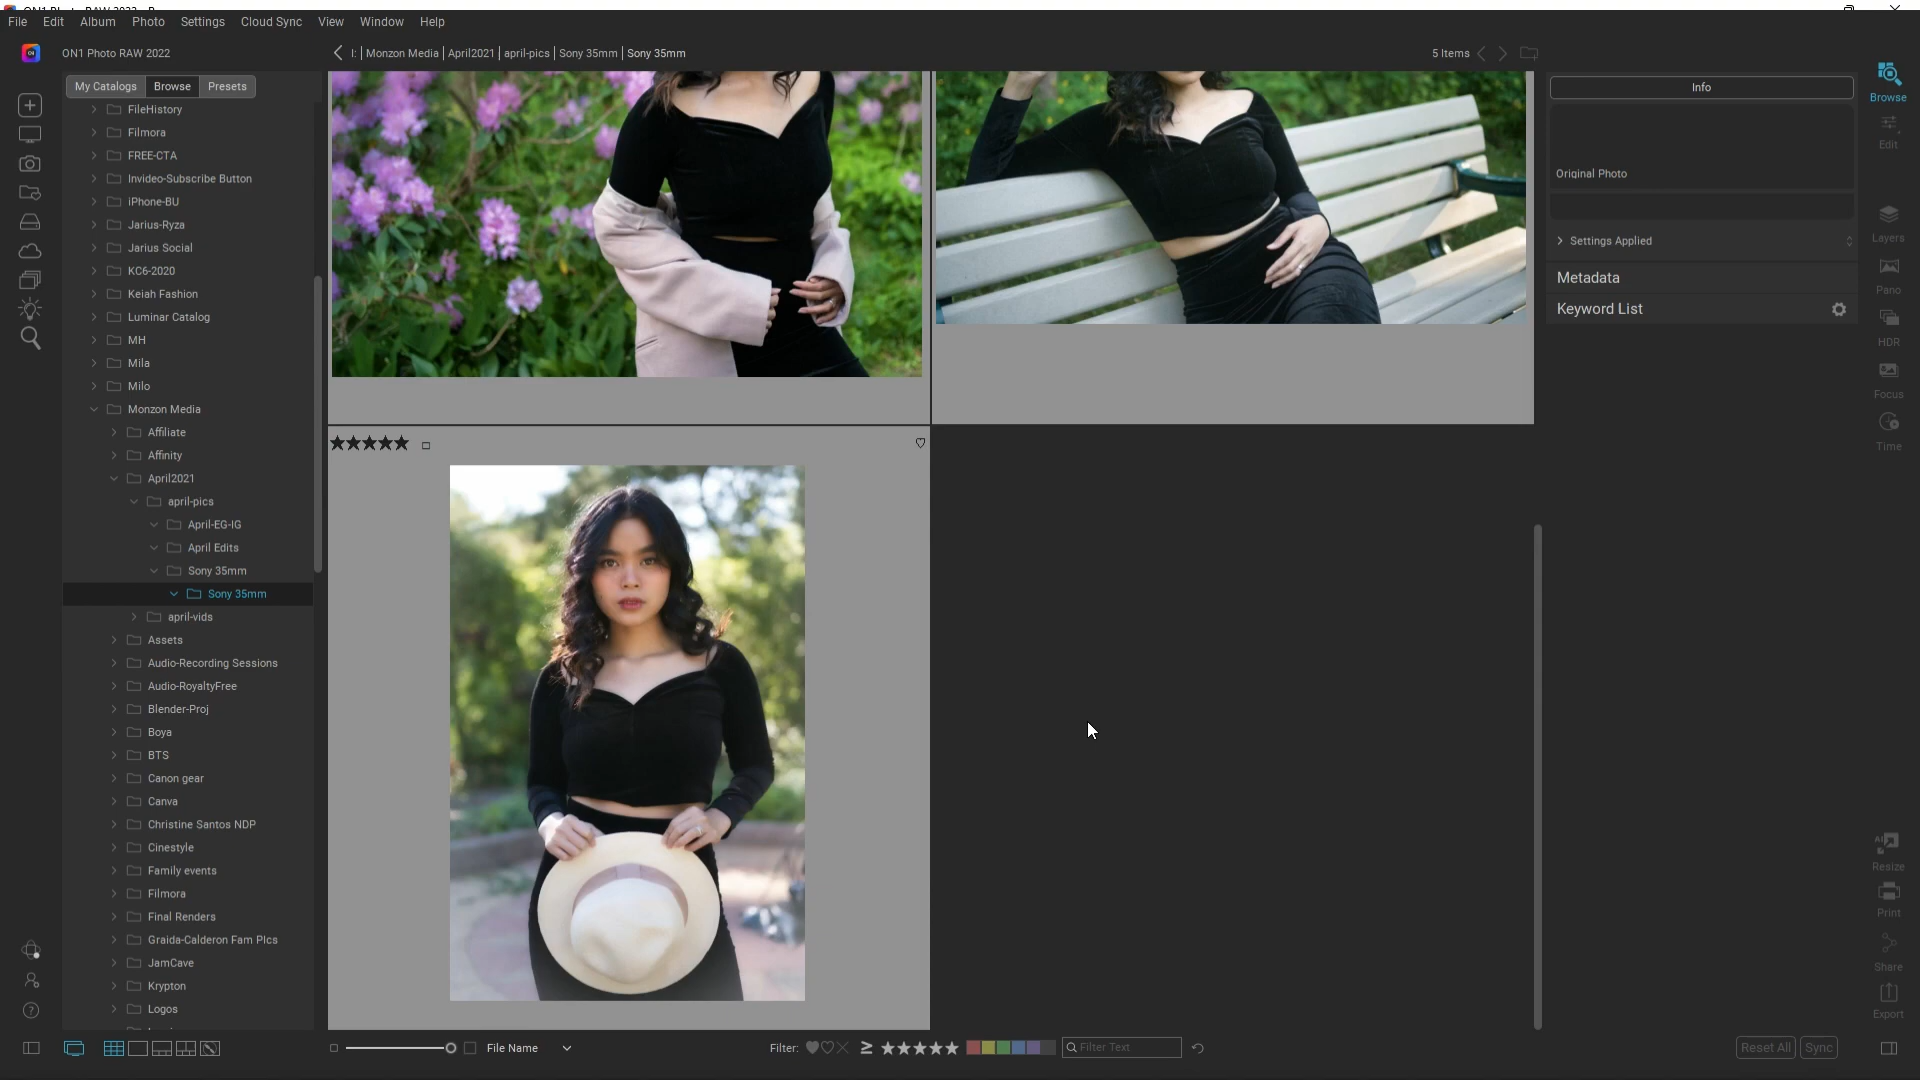 File Edit Album Photo Settings Cloud Sync View Window Help
ON1 Photo RAW 2022
I: | Monzon Media | April2021 | april-pics | Sony 35mm | Sony 35mm
5 Items
My Catalogs Browse Presets
FileHistory
Filmora
FREE-CTA
Invideo-Subscribe Button
iPhone-BU
Jarius-Ryza
Jarius Social
KC6-2020
Keiah Fashion
Luminar Catalog
MH
Mila
Milo
Monzon Media
Affiliate
Affinity
April2021
april-pics
April-EG-IG
April Edits
Sony 35mm
Sony 35mm
april-vids
Assets
Audio-Recording Sessions
Audio-RoyaltyFree
Blender-Proj
Boya
BTS
Canon gear
Canva
Christine Santos NDP
Cinestyle
Family events
Filmora
Final Renders
Graida-Calderon Fam PIcs
JamCave
Krypton
Logos
Info
Original Photo
Settings Applied
Metadata
Keyword List
Browse
Edit
Layers
Pano
HDR
Focus
Time
Resize
Print
Share
Export
File Name
Filter:
Filter Text
Reset All Sync